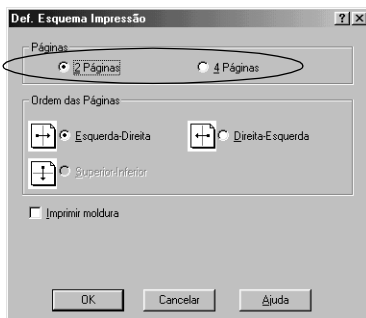 Def. Esquema Impressão
Páginas
2 Páginas 4 Páginas
Ordem das Páginas
Esquerda-Direita Direita-Esquerda
Superior-Inferior
Imprimir moldura
OK Cancelar Ajuda